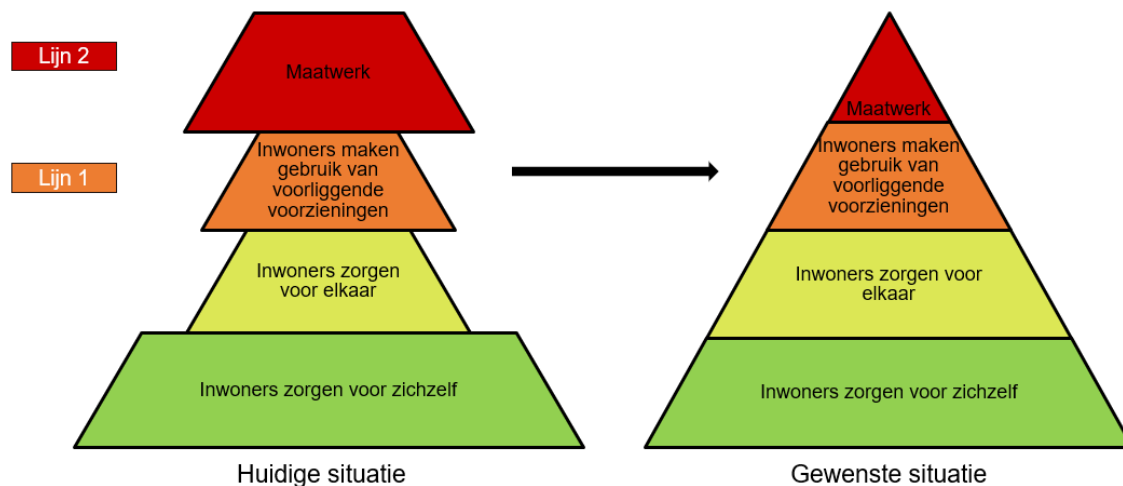 Lijn 2
Lijn 1
Maatwerk
Inwoners maken
gebruik van
voorliggende
voorzieningen
Inwoners zorgen
voor elkaar
Inwoners zorgen voor zichzelf
Huidige situatie
Maatwerk
Inwoners maken
gebruik van
voorliggende
voorzieningen
Inwoners zorgen voor
elkaar
Inwoners zorgen voor zichzelf
Gewenste situatie